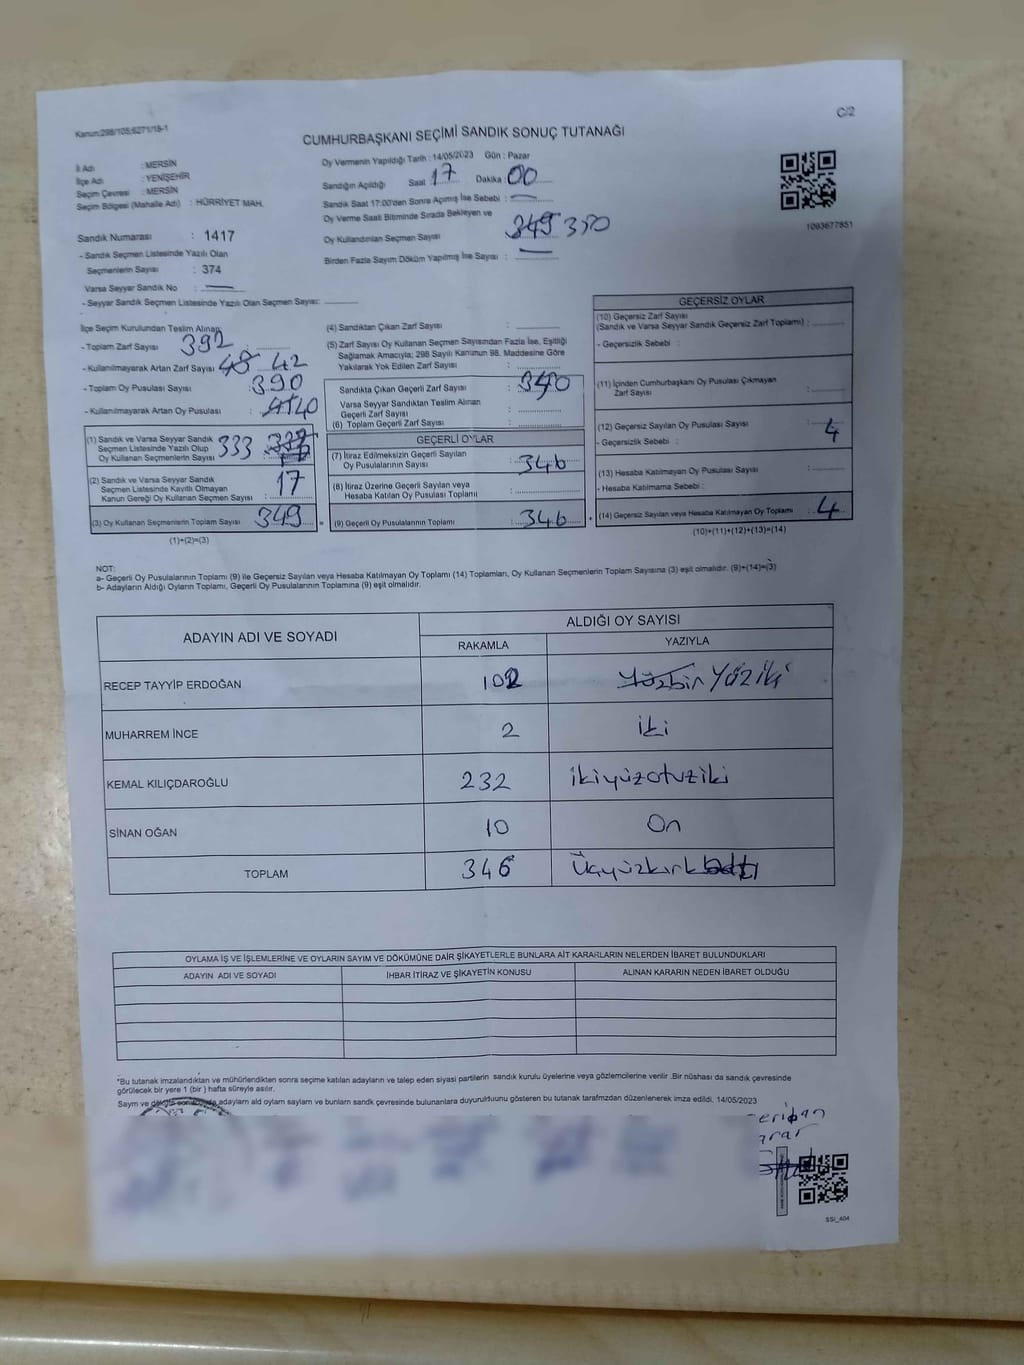 Kanun:298/105;6271/18-1
C/2
CUMHURBAŞKANI SEÇİMİ SANDIK SONUÇ TUTANAĞI
İl Adı : MERSİN
İlçe Adı : YENİŞEHİR
Seçim Çevresi : MERSİN
Seçim Bölgesi (Mahalle Adı) : HÜRRİYET MAH.
Oy Vermenin Yapıldığı Tarih : 14/05/2023 Gün : Pazar
Sandığın Açıldığı Saat 17 Dakika 00
Sandık Saat 17:00'den Sonra Açımış İse Sebebi :
Oy Verme Saati Bitiminde Sırada Bekleyen ve
Oy Kullandırılan Seçmen Sayısı 349 350
Birden Fazla Sayım Döküm Yapılmış İse Sayısı :
1003677851
Sandık Numarası : 1417
- Sandık Seçmen Listesinde Yazılı Olan
Seçmenlerin Sayısı : 374
Varsa Seyyar Sandık No :
- Seyyar Sandık Seçmen Listesinde Yazılı Olan Seçmen Sayısı:
İlçe Seçim Kurulundan Teslim Alınan:
- Toplam Zarf Sayısı 392
- Kullanılmayarak Artan Zarf Sayısı 42
- Toplam Oy Pusulası Sayısı : 390
- Kullanılmayarak Artan Oy Pusulası : 40
(1) Sandık ve Varsa Seyyar Sandık
Seçmen Listesinde Yazılı Olup
Oy Kullanan Seçmenlerin Sayısı 333
(2) Sandık ve Varsa Seyyar Sandık
Seçmen Listesinde Kayıtlı Olmayan
Kanun Gereği Oy Kullanan Seçmen Sayısı : 17
(3) Oy Kullanan Seçmenlerin Toplam Sayısı 349
(1)+(2)=(3)
(4) Sandıktan Çıkan Zarf Sayısı :
(5) Zarf Sayısı Oy Kullanan Seçmen Sayısından Fazla İse, Eşitliği
Sağlamak Amacıyla; 298 Sayılı Kanunun 98. Maddesine Göre
Yakılarak Yok Edilen Zarf Sayısı :
Sandıkta Çıkan Geçerli Zarf Sayısı :
Varsa Seyyar Sandıktan Teslim Alınan
Geçerli Zarf Sayısı :
(6) Toplam Geçerli Zarf Sayısı :
GEÇERLİ OYLAR
(7) İtiraz Edilmeksizin Geçerli Sayılan
Oy Pusulalarının Sayısı : 346
(8) İtiraz Üzerine Geçerli Sayılan veya
Hesaba Katılan Oy Pusulası Toplamı :
(9) Geçerli Oy Pusulalarının Toplamı : 346
GEÇERSİZ OYLAR
(10) Geçersiz Zarf Sayısı
(Sandık ve Varsa Seyyar Sandık Geçersiz Zarf Toplamı) :
- Geçersizlik Sebebi :
(11) İçinden Cumhurbaşkanı Oy Pusulası Çıkmayan
Zarf Sayısı :
(12) Geçersiz Sayılan Oy Pusulası Sayısı : 4
- Geçersizlik Sebebi :
(13) Hesaba Katılmayan Oy Pusulası Sayısı :
- Hesaba Katılmama Sebebi :
(14) Geçersiz Sayılan veya Hesaba Katılmayan Oy Toplamı : 4
(10)+(11)+(12)+(13)=(14)
NOT:
a- Geçerli Oy Pusulalarının Toplamı (9) ile Geçersiz Sayılan veya Hesaba Katılmayan Oy Toplamı (14) Toplamları, Oy Kullanan Seçmenlerin Toplam Sayısına (3) eşit olmalıdır. (9)+(14)=(3)
b- Adayların Aldığı Oyların Toplamı, Geçerli Oy Pusulalarının Toplamına (9) eşit olmalıdır.
ADAYIN ADI VE SOYADI
ALDIĞI OY SAYISI
RAKAMLA YAZIYLA
RECEP TAYYİP ERDOĞAN 102 Yüzbin Yüziki
MUHARREM İNCE 2 iki
KEMAL KILIÇDAROĞLU 232 ikiyüzotuziki
SİNAN OĞAN 10 On
TOPLAM 346 Üçyüzkırkaltı
OYLAMA İŞ VE İŞLEMLERİNE VE OYLARIN SAYIM VE DÖKÜMÜNE DAİR ŞİKAYETLERLE BUNLARA AİT KARARLARIN NELERDEN İBARET BULUNDUKLARI
ADAYIN ADI VE SOYADI İHBAR İTİRAZ VE ŞİKAYETİN KONUSU ALINAN KARARIN NEDEN İBARET OLDUĞU
*Bu tutanak imzalandıktan ve mühürlendikten sonra seçime katılan adayların ve talep eden siyasi partilerin sandık kurulu üyelerine veya gözlemcilerine verilir .Bir nüshası da sandık çevresinde
görülecek bir yere 1 (bir ) hafta süreyle asılır.
Sayım ve adayların aldı oyların sayların ve bunların sandk çevresinde bulunanlara duyurulduunu gösteren bu tutanak tarafmzdan düzenlenerek imza edildi. 14/05/2023
SSI_404